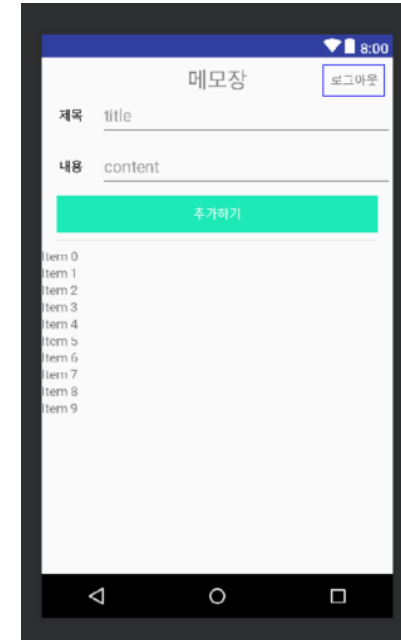 8:00
메모장
로그아웃
제목 title
내용 content
추가하기
Item 0
Item 1
Item 2
Item 3
Item 4
Item 5
Item 6
Item 7
Item 8
Item 9